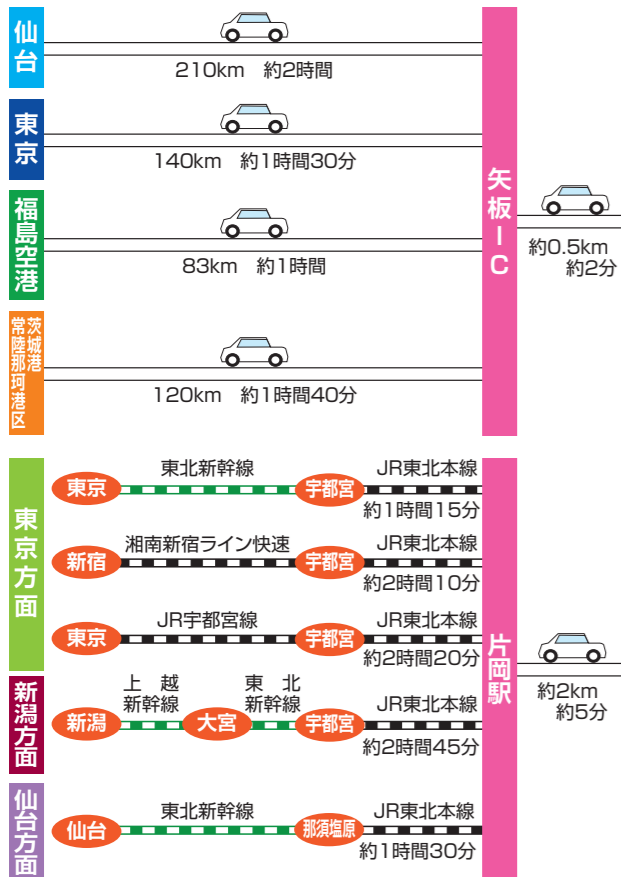 仙台
210km 約2時間
東京
140km 約1時間30分
福島空港
83km 約1時間
茨城港
常陸那珂港区
120km 約1時間40分
矢板IC
約0.5km
約2分
東京方面
東京
東北新幹線
宇都宮
JR東北本線
約1時間15分
新宿
湘南新宿ライン快速
宇都宮
JR東北本線
約2時間10分
東京
JR宇都宮線
宇都宮
JR東北本線
約2時間20分
新潟方面
新潟
上越
新幹線
大宮
東北
新幹線
宇都宮
JR東北本線
約2時間45分
仙台方面
仙台
東北新幹線
那須塩原
JR東北本線
約1時間30分
片岡駅
約2km
約5分